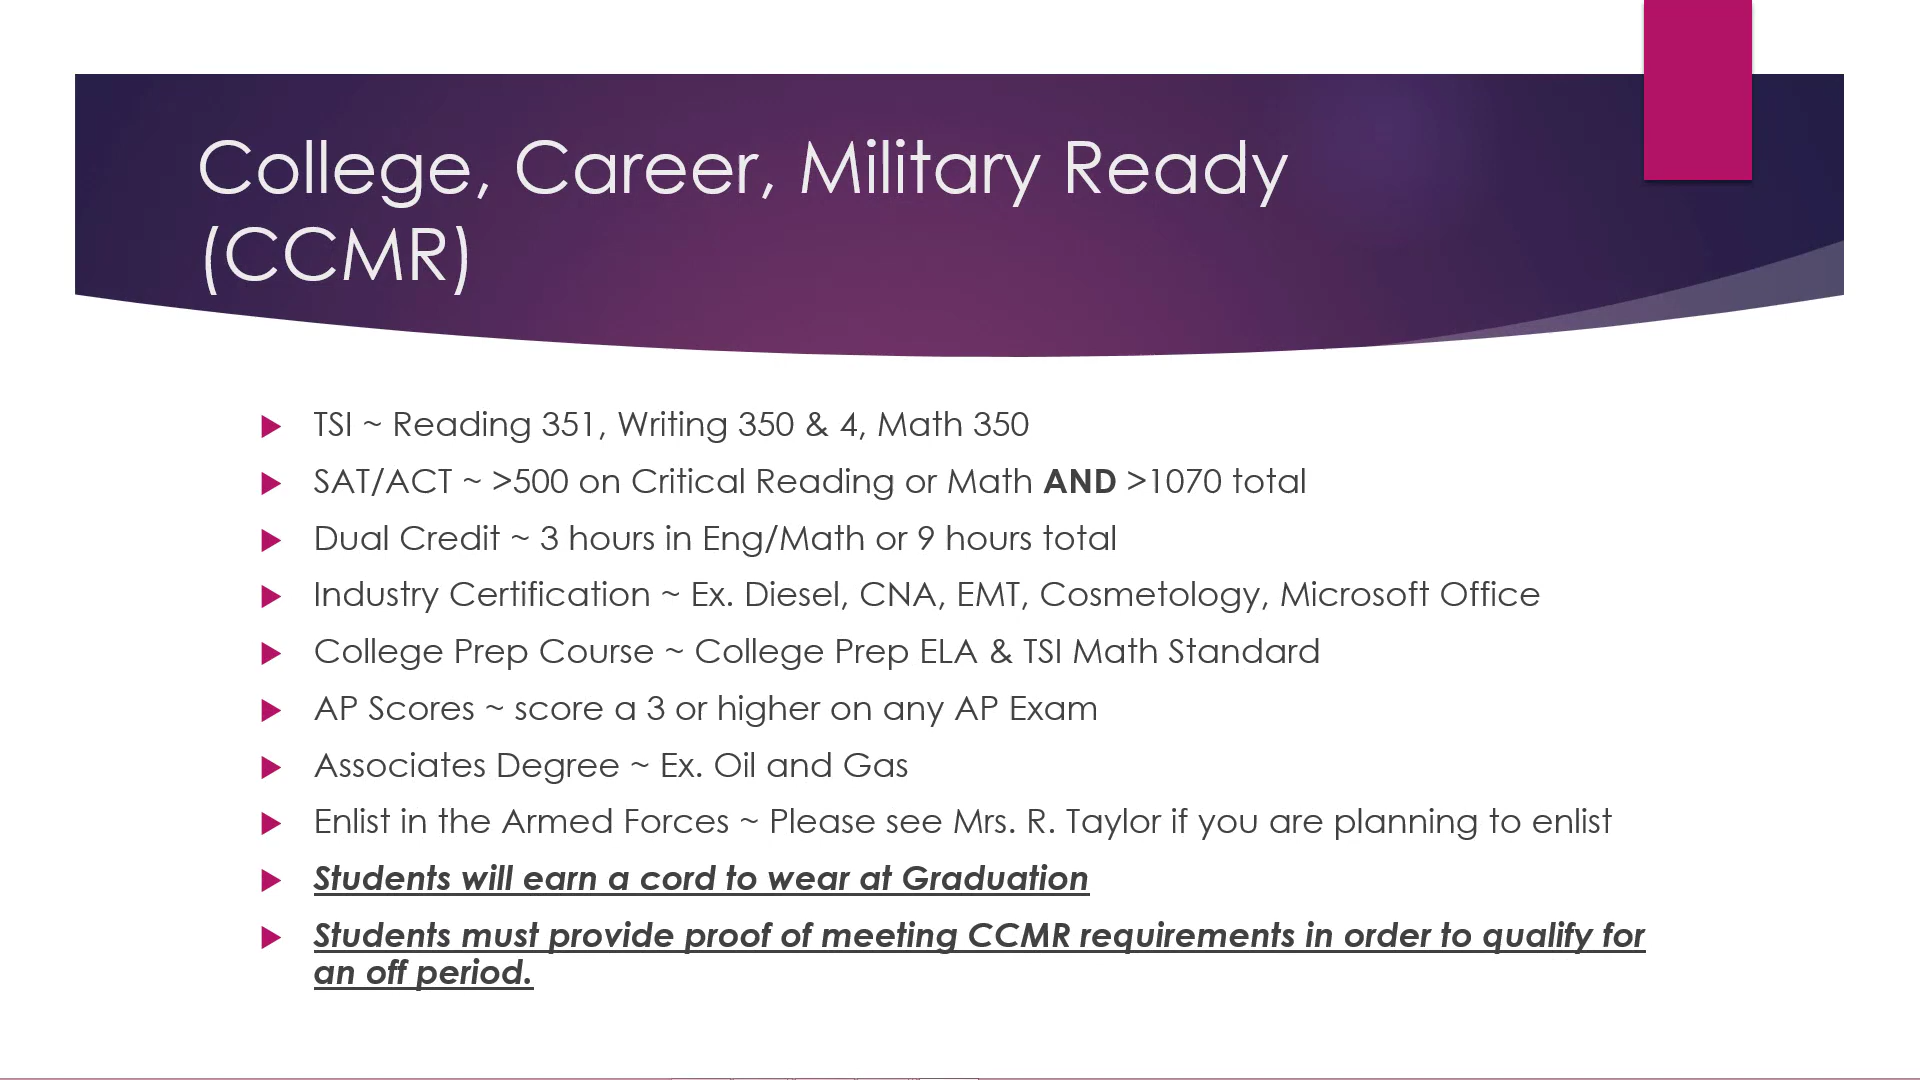 College, Career, Military Ready
(CCMR)
TSI ~ Reading 351, Writing 350 & 4, Math 350
SAT/ACT ~ >500 on Critical Reading or Math AND >1070 total
Dual Credit ~ 3 hours in Eng/Math or 9 hours total
Industry Certification ~ Ex. Diesel, CNA, EMT, Cosmetology, Microsoft Office
College Prep Course ~ College Prep ELA & TSI Math Standard
AP Scores ~ score a 3 or higher on any AP Exam
Associates Degree ~ Ex. Oil and Gas
Enlist in the Armed Forces ~ Please see Mrs. R. Taylor if you are planning to enlist
Students will earn a cord to wear at Graduation
Students must provide proof of meeting CCMR requirements in order to qualify for
an off period.